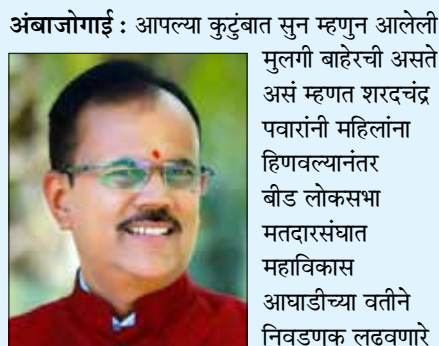 अंबाजोगाई : आपल्या कुटुंबात सुन म्हणुन आलेली
मुलगी बाहेरची असते
असं म्हणत शरदचंद्र
पवारांनी महिलांना
हिणवल्यानंतर
बीड लोकसभा
मतदारसंघात
महाविकास
आघाडीच्या वतीने
निवडणूक लढवणारे